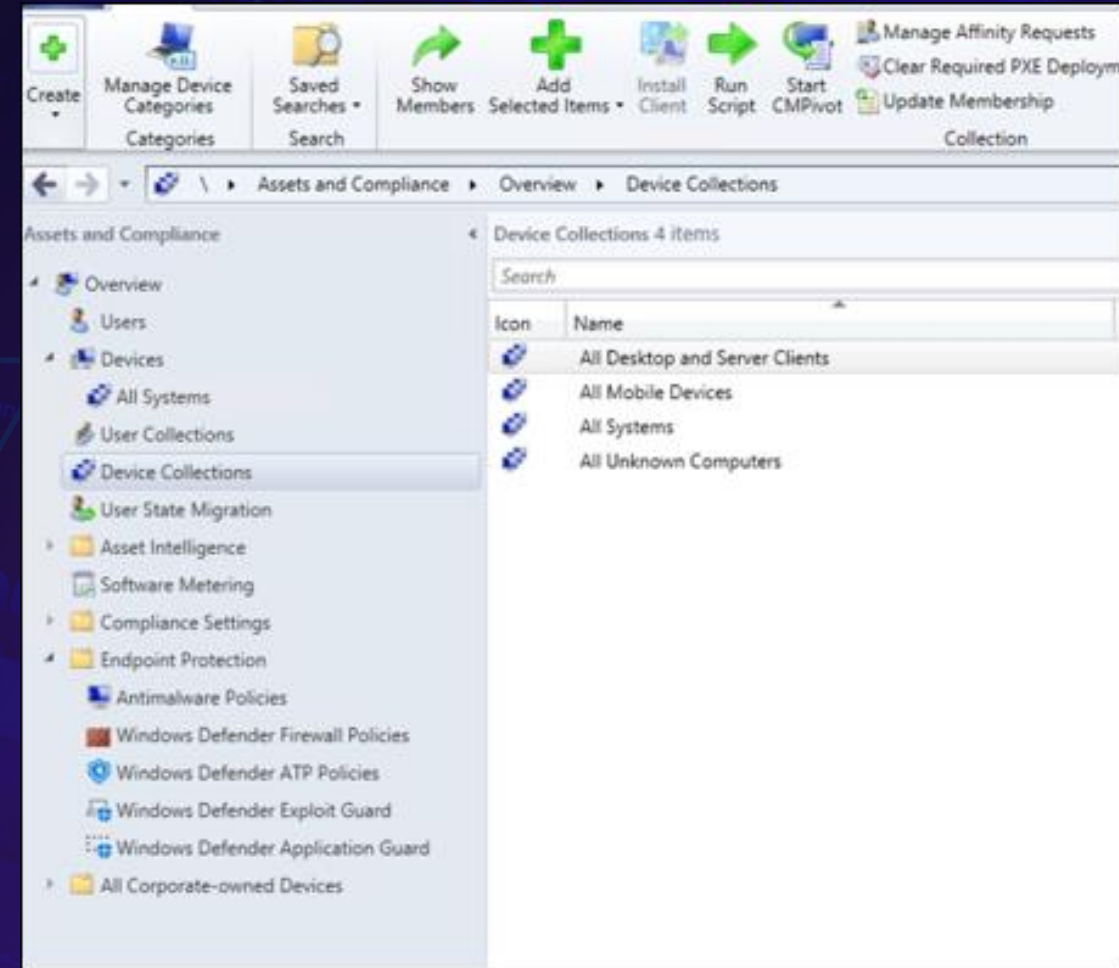 Create
Manage Device
Categories
Categories
Saved
Searches
Search
Show
Members
Add
Selected Items
Install
Client
Run
Script
Start
CMPivot
Manage Affinity Requests
Clear Required PXE Deploym
Update Membership
Collection
\ Assets and Compliance Overview Device Collections
Assets and Compliance
Overview
Users
Devices
All Systems
User Collections
Device Collections
User State Migration
Asset Intelligence
Software Metering
Compliance Settings
Endpoint Protection
Antimalware Policies
Windows Defender Firewall Policies
Windows Defender ATP Policies
Windows Defender Exploit Guard
Windows Defender Application Guard
All Corporate-owned Devices
Device Collections 4 items
Search
Icon Name
All Desktop and Server Clients
All Mobile Devices
All Systems
All Unknown Computers